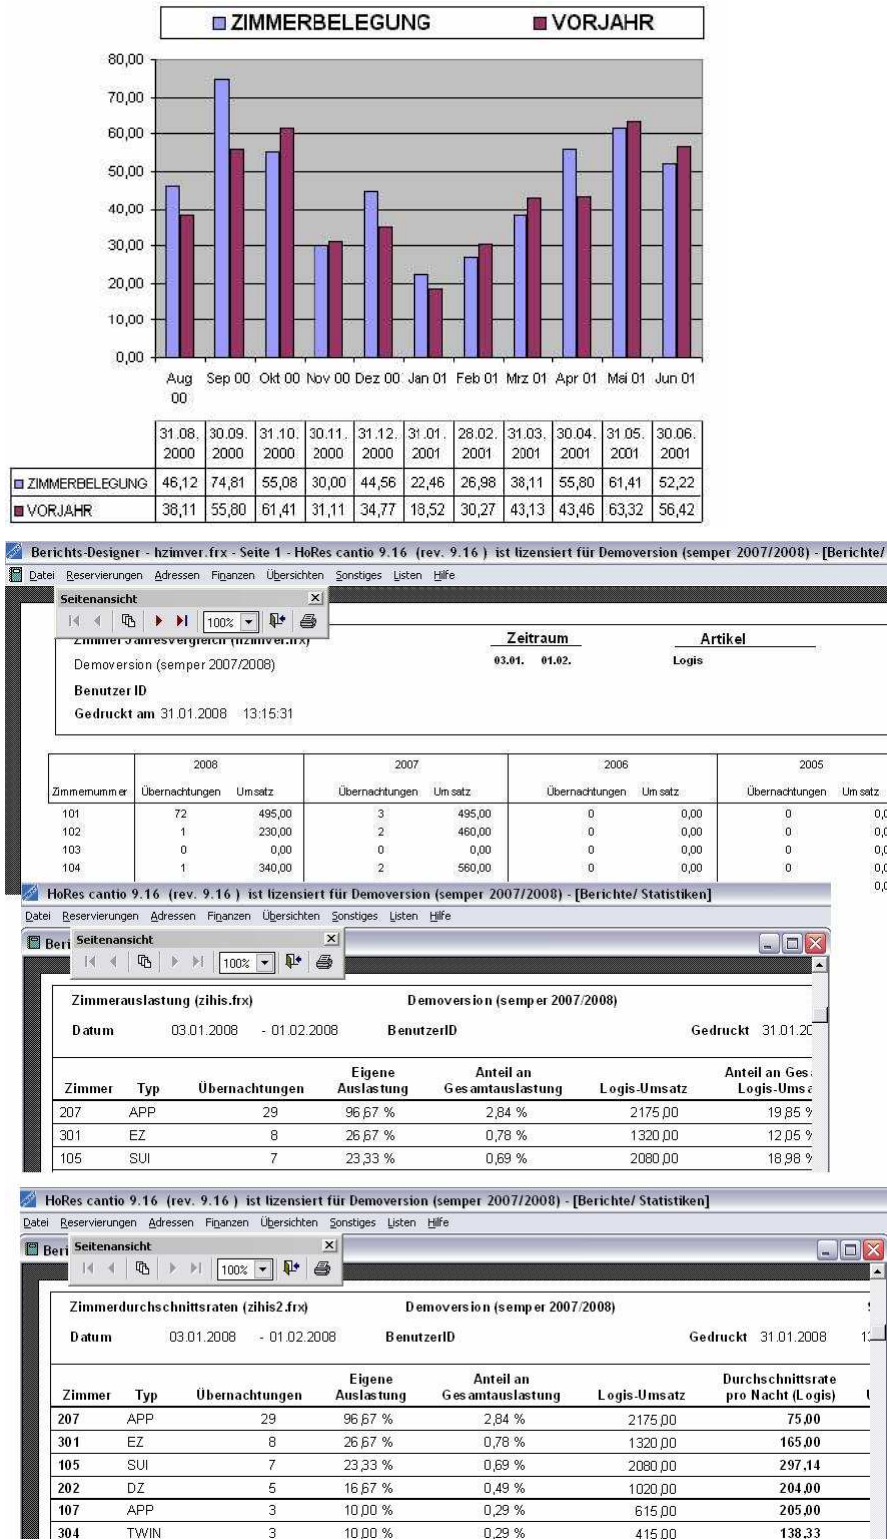 ZIMMERBELEGUNG VORJAHR
80,00
70,00
60,00
50,00
40,00
30,00
20,00
10,00
0,00
Aug 00 Sep 00 Okt 00 Nov 00 Dez 00 Jan 01 Feb 01 Mrz 01 Apr 01 Mai 01 Jun 01
31.08. 30.09. 31.10. 30.11. 31.12. 31.01. 28.02. 31.03. 30.04. 31.05. 30.06.
2000 2000 2000 2000 2000 2001 2001 2001 2001 2001 2001
ZIMMERBELEGUNG 46,12 74,81 55,08 30,00 44,56 22,46 26,98 38,11 55,80 61,41 52,22
VORJAHR 38,11 55,80 61,41 31,11 34,77 18,52 30,27 43,13 43,46 63,32 56,42
Berichts-Designer - hzimver.frx - Seite 1 - HoRes cantio 9.16 (rev. 9.16 ) ist lizensiert für Demoversion (semper 2007/2008) - [Berichte/
Datei Reservierungen Adressen Finanzen Übersichten Sonstiges Listen Hilfe
Seitenansicht
100%
Zimmer Jahresvergleich (hzimver.frx) Zeitraum Artikel
Demoversion (semper 2007/2008) 03.01. 01.02. Logis
Benutzer ID
Gedruckt am 31.01.2008 13:15:31
2008 2007 2006 2005
Zimmernummer Übernachtungen Umsatz Übernachtungen Umsatz Übernachtungen Umsatz Übernachtungen Umsatz
101 72 495,00 3 495,00 0 0,00 0
102 1 230,00 2 460,00 0 0,00 0
103 0 0,00 0 0,00 0 0,00 0
104 1 340,00 2 560,00 0 0,00 0
HoRes cantio 9.16 (rev. 9.16 ) ist lizensiert für Demoversion (semper 2007/2008) - [Berichte/ Statistiken]
Datei Reservierungen Adressen Finanzen Übersichten Sonstiges Listen Hilfe
Beri Seitenansicht
100%
Zimmerauslastung (zihis.frx) Demoversion (semper 2007/2008)
Datum 03.01.2008 - 01.02.2008 BenutzerID Gedruckt 31.01.20
Eigene Anteil an Anteil an Ges
Zimmer Typ Übernachtungen Auslastung Gesamtauslastung Logis-Umsatz Logis-Umsa
207 APP 29 96,67 % 2,84 % 2175,00 19,85 %
301 EZ 8 26,67 % 0,78 % 1320,00 12,05 %
105 SUI 7 23,33 % 0,69 % 2080,00 18,98 %
HoRes cantio 9.16 (rev. 9.16 ) ist lizensiert für Demoversion (semper 2007/2008) - [Berichte/ Statistiken]
Datei Reservierungen Adressen Finanzen Übersichten Sonstiges Listen Hilfe
Beri Seitenansicht
100%
Zimmerdurchschnittsraten (zihis2.frx) Demoversion (semper 2007/2008)
Datum 03.01.2008 - 01.02.2008 BenutzerID Gedruckt 31.01.2008
Eigene Anteil an Durchschnittsrate
Zimmer Typ Übernachtungen Auslastung Gesamtauslastung Logis-Umsatz pro Nacht (Logis)
207 APP 29 96,67 % 2,84 % 2175,00 75,00
301 EZ 8 26,67 % 0,78 % 1320,00 165,00
105 SUI 7 23,33 % 0,69 % 2080,00 297,14
202 DZ 5 16,67 % 0,49 % 1020,00 204,00
107 APP 3 10,00 % 0,29 % 615,00 205,00
304 TWIN 3 10,00 % 0,29 % 415,00 138,33